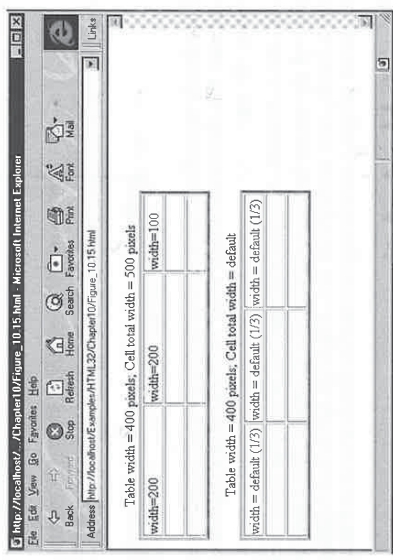 http://localhost/.../Chapter10/Figure_10.15.html - Microsoft Internet Explorer
File Edit View Go Favorites Help
Back Forward Stop Refresh Home Search Favorites Print Font Mail
Address http://localhost/Examples/HTML32/Chapter10/Figure_10.15.html Links
Table width = 400 pixels; Cell total width = 500 pixels
width=200 width=200 width=100
Table width = 400 pixels; Cell total width = default
width = default (1/3) width = default (1/3) width = default (1/3)